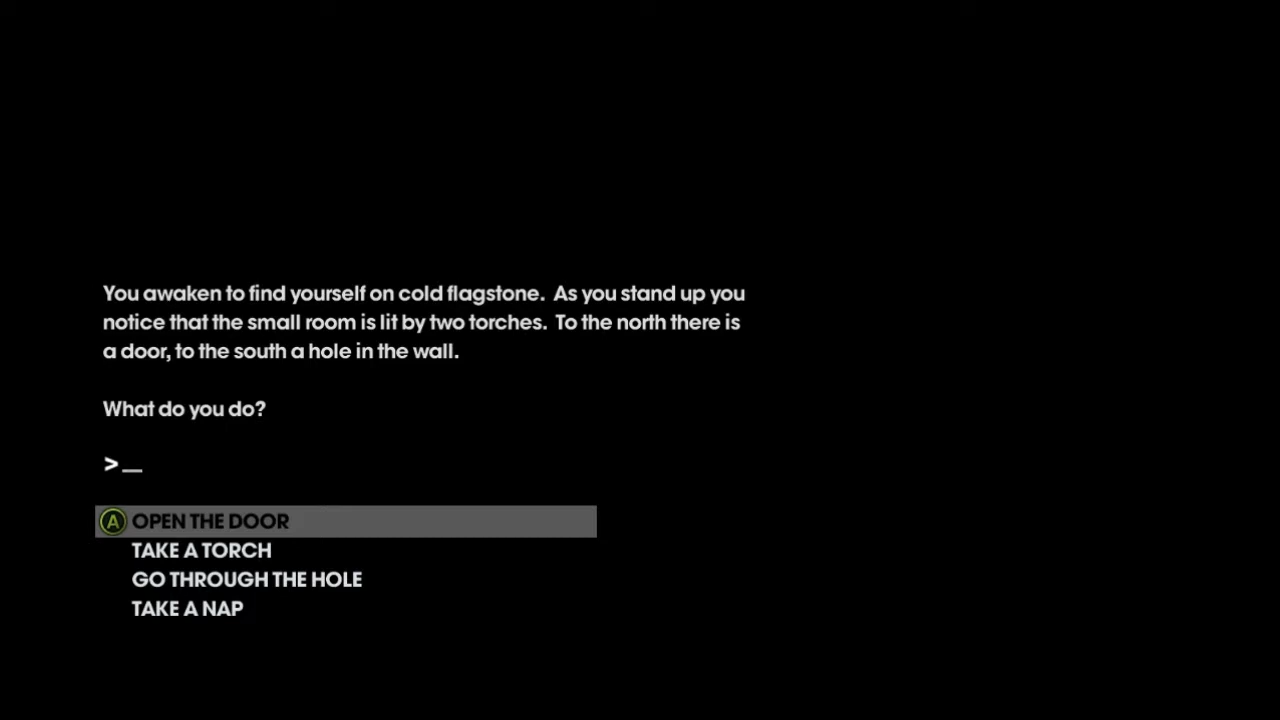 You awaken to find yourself on cold flagstone.  As you stand up you
notice that the small room is lit by two torches.  To the north there is
a door, to the south a hole in the wall.
What do you do?
>__
A OPEN THE DOOR
TAKE A TORCH
GO THROUGH THE HOLE
TAKE A NAP